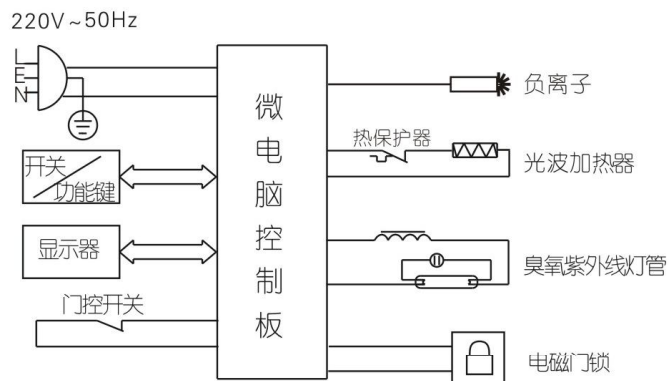 220V~50Hz
L
E
N
开关
功能键
显示器
门控开关
微电脑控制板
负离子
热保护器
光波加热器
臭氧紫外线灯管
电磁门锁